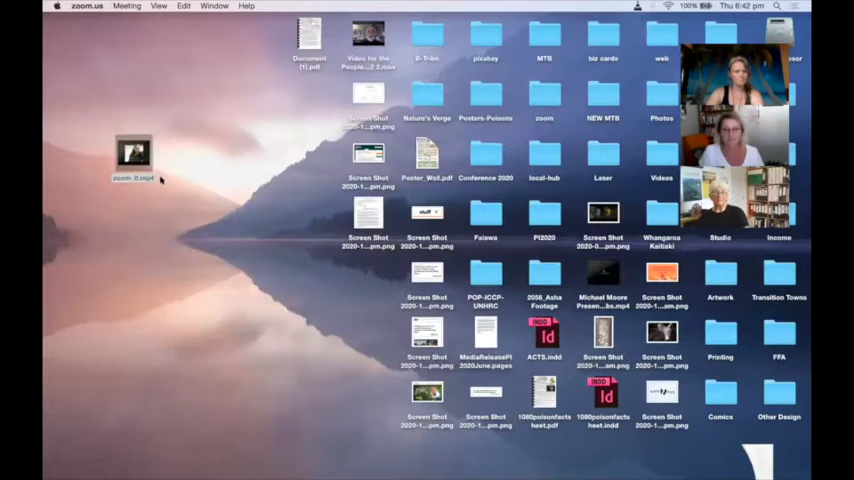 zoom.us Meeting View Edit Window Help 100% Thu 6:42 pm
Document
(1).pdf
Video for the
People...3 2.mov
B-Tribe
pixabay
MTB
biz cards
web
Screen Shot
2020-1...pm.png
Nature's Verge
Posters-Poisons
zoom
NEW MTB
Photos
zoom_0.mp4
Screen Shot
2020-1...pm.png
Poster_Wall.pdf
Conference 2020
local-hub
Laser
Videos
Screen Shot
2020-1...pm.png
stuff
Screen Shot
2020-1...pm.png
Faiawa
PI2020
Screen Shot
2020-0...pm.png
Whangaroa
Kaitiaki
Studio
Income
Screen Shot
2020-1...pm.png
POP-ICCP-
UNHRC
2056_Asha
Footage
Michael Moore
Presen...bs.mp4
Screen Shot
2020-1...am.png
Artwork
Transition Towns
Screen Shot
2020-1...pm.png
MediaReleasePI
2020June.pages
INDD
Id
ACTS.indd
Screen Shot
2020-1...am.png
Screen Shot
2020-1...pm.png
Printing
FFA
Screen Shot
2020-1...pm.png
Screen Shot
2020-1...pm.png
1080poisonfacts
heet.pdf
INDD
Id
1080poisonfacts
heet.indd
Screen Shot
2020-1...pm.png
Comics
Other Design